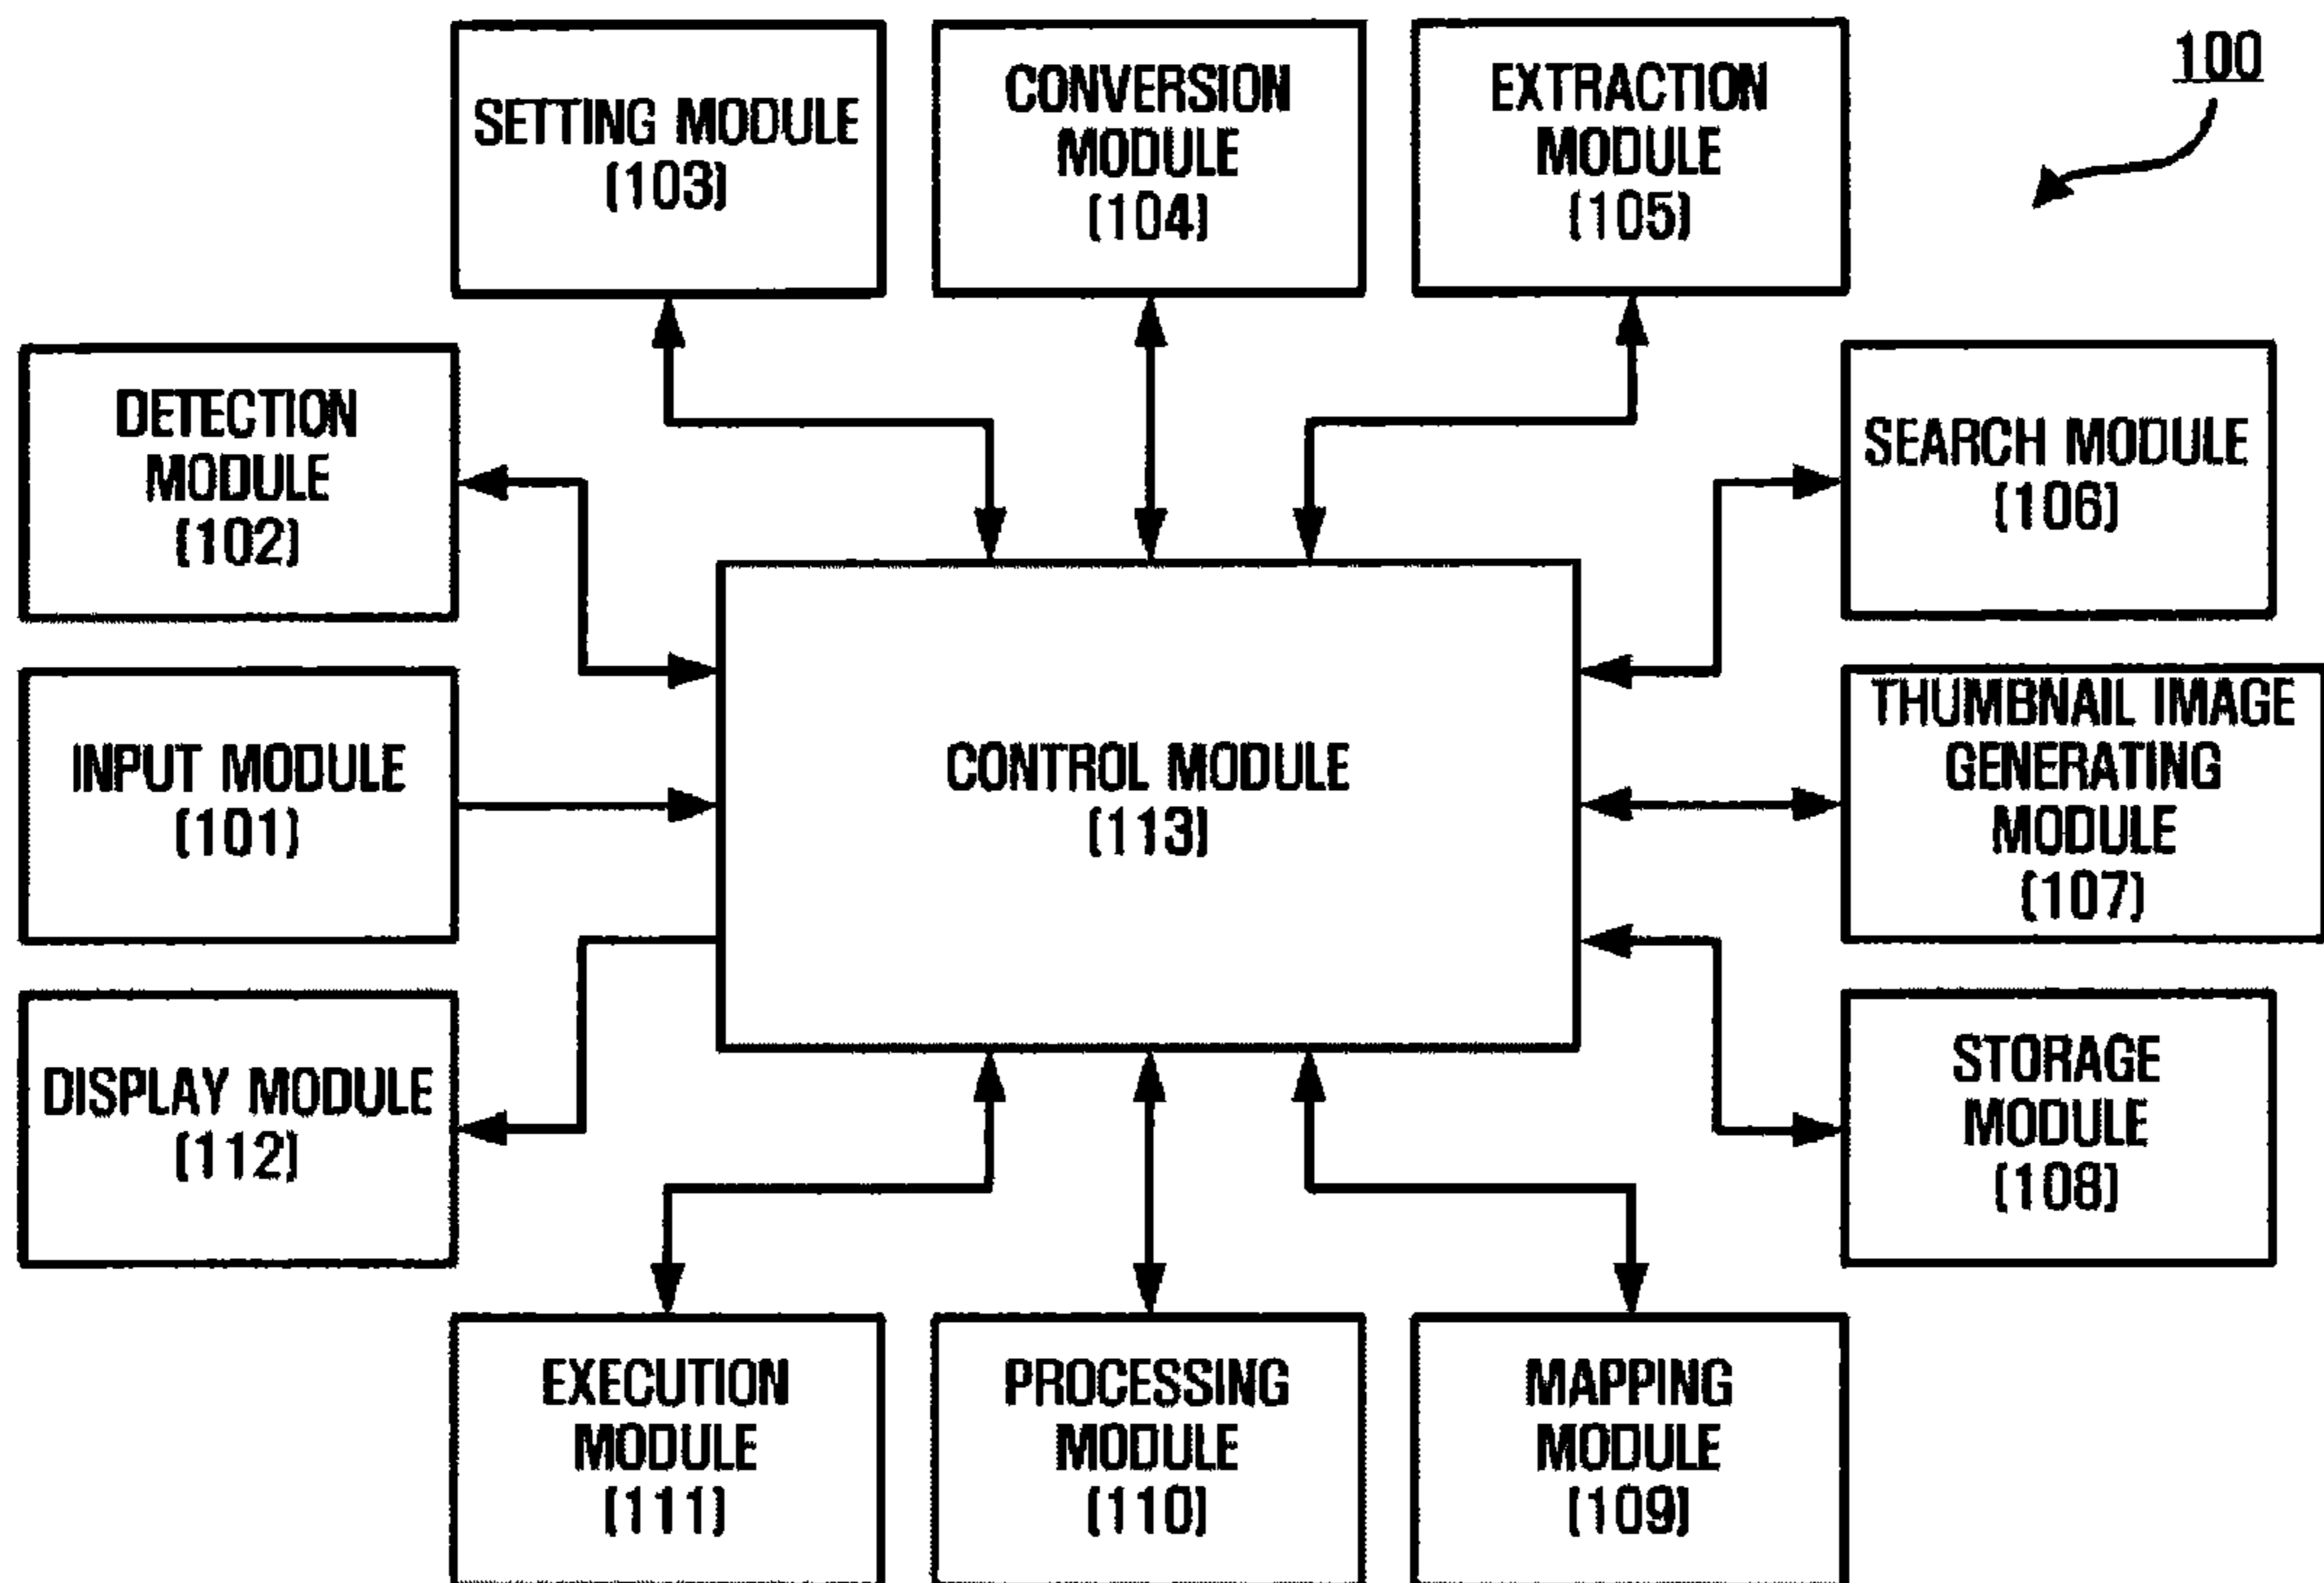 100
SETTING MODULE
(103)
CONVERSION
MODULE
(104)
EXTRACTION
MODULE
(105)
DETECTION
MODULE
(102)
SEARCH MODULE
(106)
INPUT MODULE
(101)
CONTROL MODULE
(113)
THUMBNAIL IMAGE
GENERATING
MODULE
(107)
DISPLAY MODULE
(112)
STORAGE
MODULE
(108)
EXECUTION
MODULE
(111)
PROCESSING
MODULE
(110)
MAPPING
MODULE
(109)